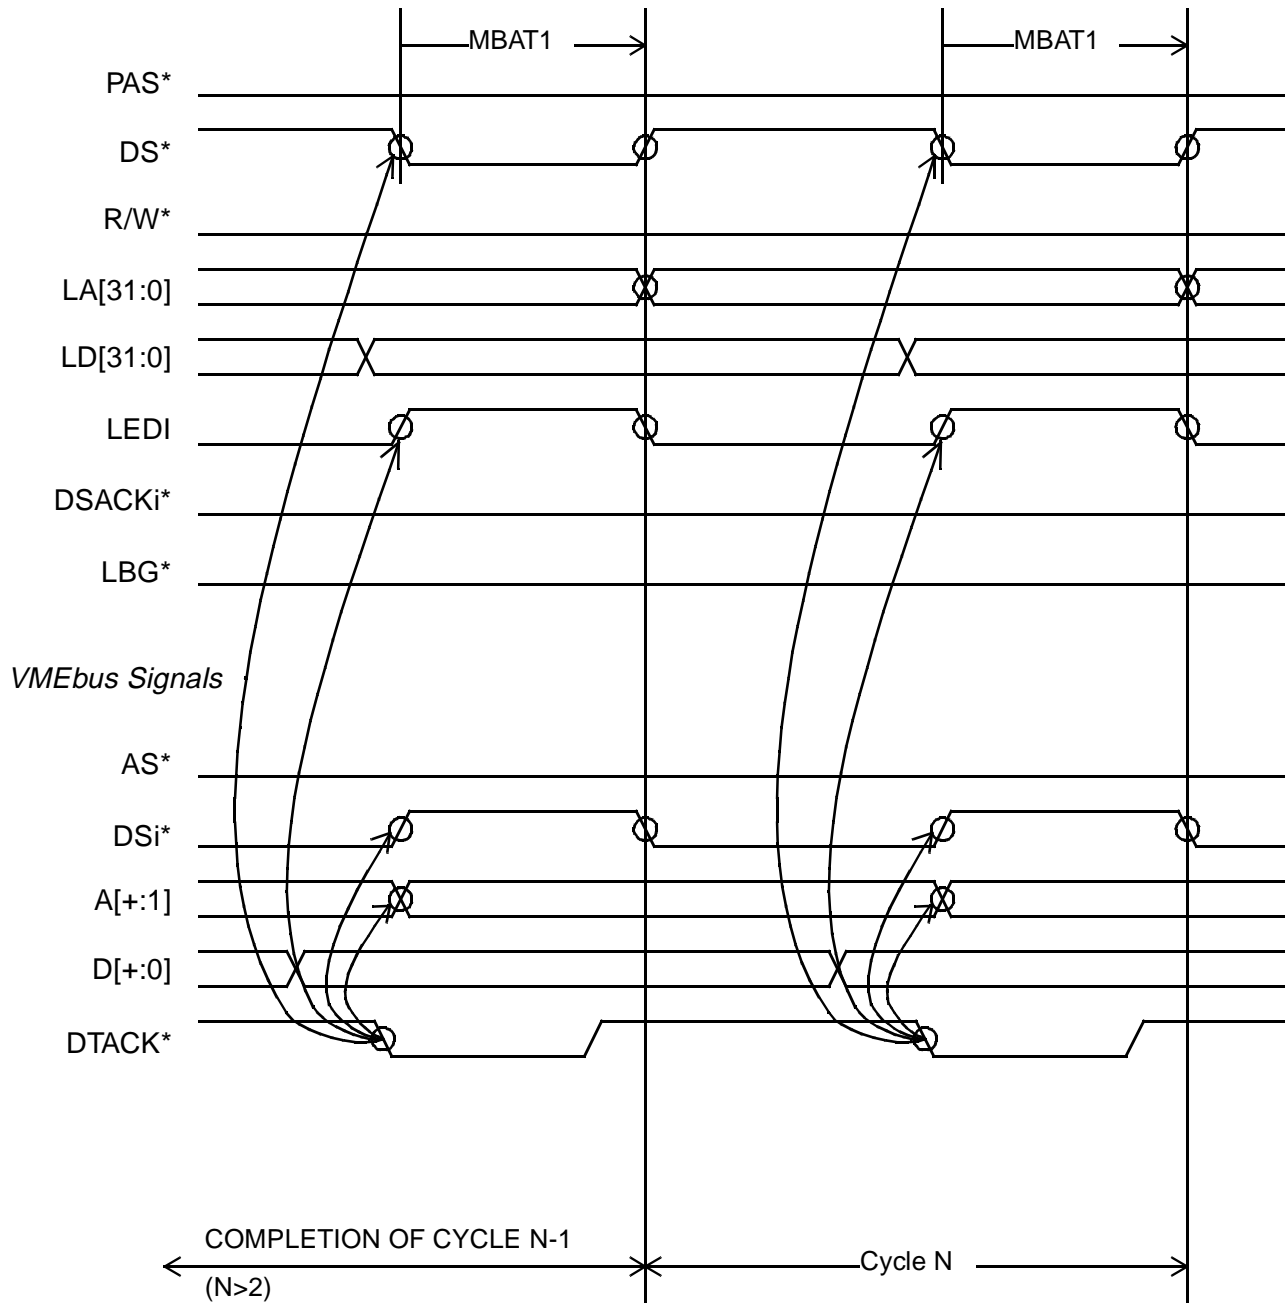 MBAT1 MBAT1
PAS*
DS*
R/W*
LA[31:0]
LD[31:0]
LEDI
DSACKi*
LBG*
VMEbus Signals
AS*
DSi*
A[+:1]
D[+:0]
DTACK*
COMPLETION OF CYCLE N-1
(N>2)
Cycle N